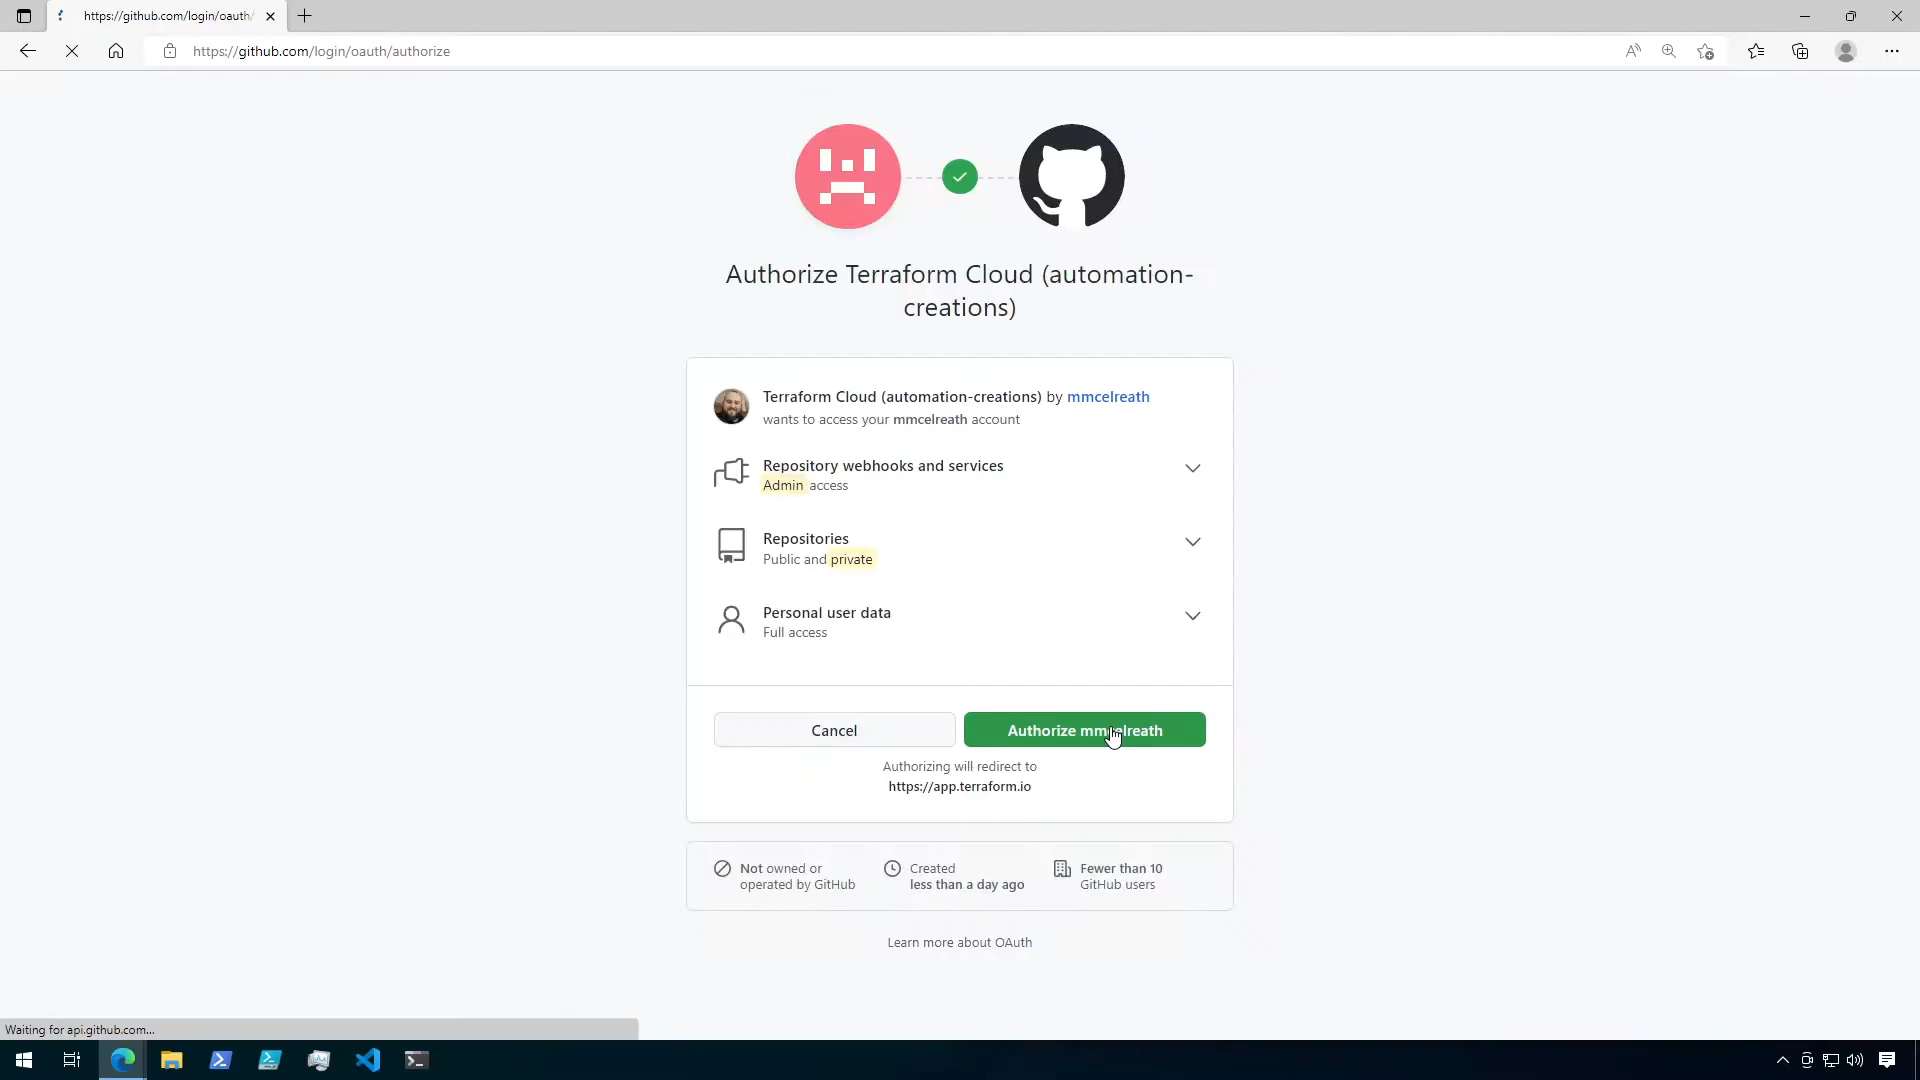 https://github.com/login/oauth/
https://github.com/login/oauth/authorize
Authorize Terraform Cloud (automation-
creations)
Terraform Cloud (automation-creations) by mmcelreath
wants to access your mmcelreath account
Repository webhooks and services
Admin access
Repositories
Public and private
Personal user data
Full access
Cancel
Authorize mmcelreath
Authorizing will redirect to
https://app.terraform.io
Not owned or
operated by GitHub
Created
less than a day ago
Fewer than 10
GitHub users
Learn more about OAuth
Waiting for api.github.com...